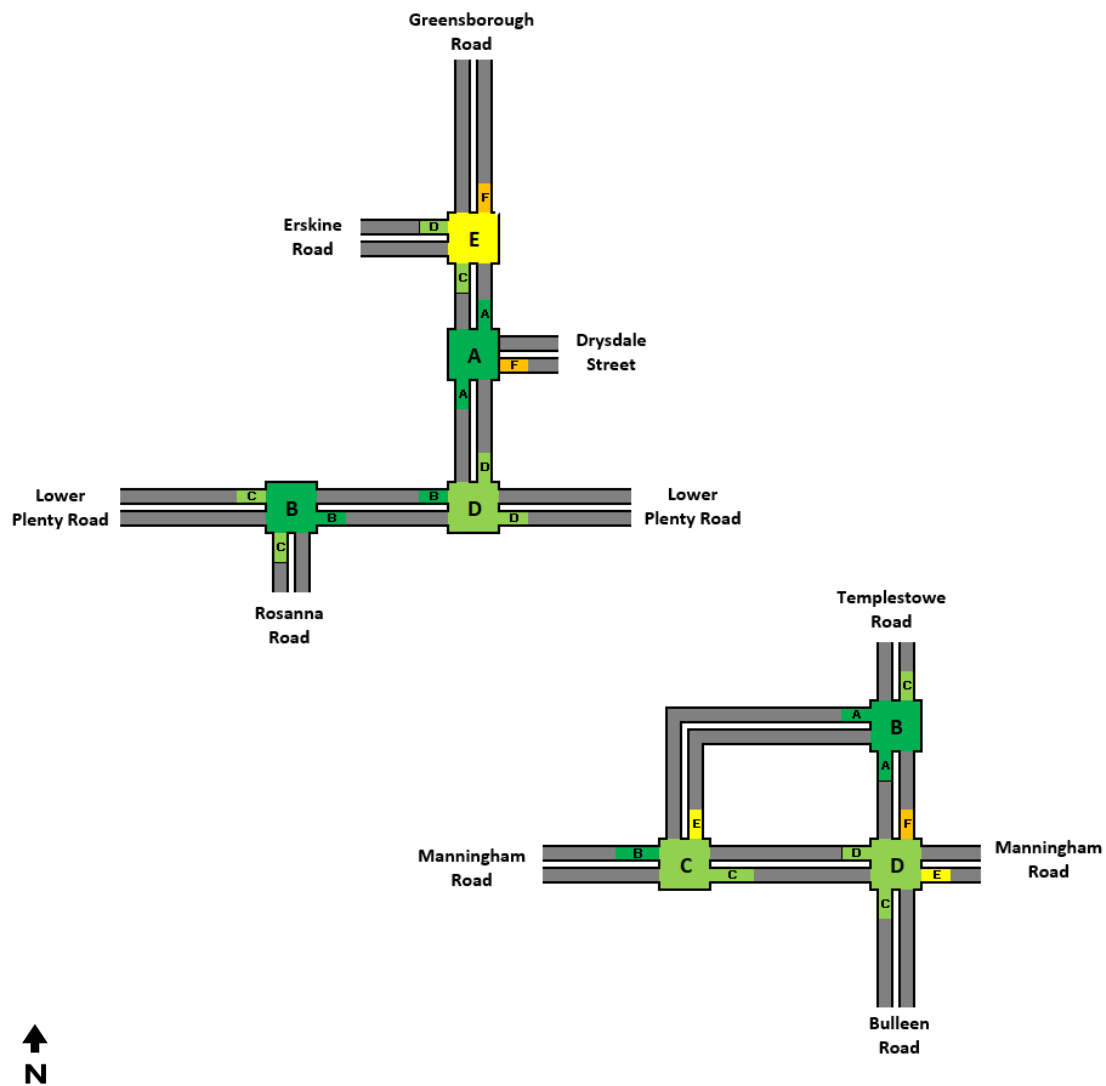 Greensborough
Road
F
Erskine
Road
D
E
C
A
A
Drysdale
Street
F
A
D
Lower
Plenty Road
C
B
B
B
D
D
Lower
Plenty Road
C
Rosanna
Road
Templestowe
Road
C
A
B
A
E
F
Manningham
Road
B
C
C
D
D
E
Manningham
Road
C
Bulleen
Road
N